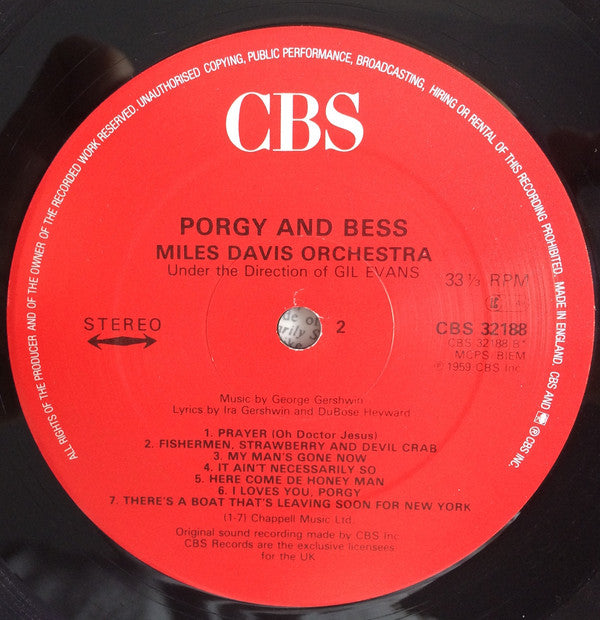 ALL RIGHTS OF THE PRODUCER AND OF THE OWNER OF THE RECORDED WORK RESERVED. UNAUTHORISED COPYING, PUBLIC PERFORMANCE, BROADCASTING, HIRING OR RENTAL OF THIS RECORDING PROHIBITED. MADE IN ENGLAND. CBS AND ℗ CBS INC.
CBS
PORGY AND BESS
MILES DAVIS ORCHESTRA
Under the Direction of GIL EVANS
33⅓ RPM
STEREO
2
CBS 32188
CBS 32188 B*
MCPS-BIEM
℗ 1959 CBS Inc
Music by George Gershwin
Lyrics by Ira Gershwin and DuBose Heyward
1. PRAYER (Oh Doctor Jesus)
2. FISHERMEN, STRAWBERRY AND DEVIL CRAB
3. MY MAN'S GONE NOW
4. IT AIN'T NECESSARILY SO
5. HERE COME DE HONEY MAN
6. I LOVES YOU, PORGY
7. THERE'S A BOAT THAT'S LEAVING SOON FOR NEW YORK
(1-7) Chappell Music Ltd.
Original sound recording made by CBS Inc.
CBS Records are the exclusive licensees
for the UK